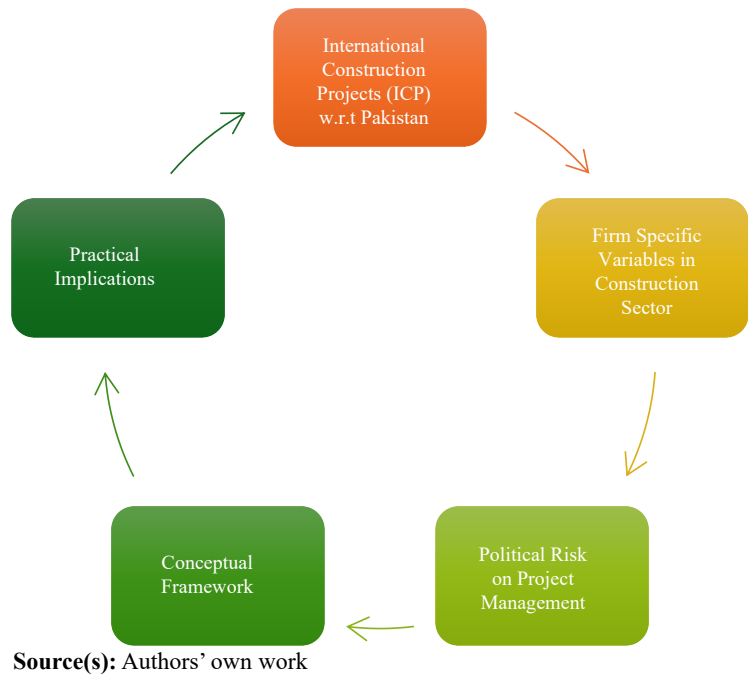 International
Construction
Projects (ICP)
w.r.t Pakistan
Firm Specific
Variables in
Construction
Sector
Political Risk
on Project
Management
Conceptual
Framework
Practical
Implications
Source(s): Authors' own work